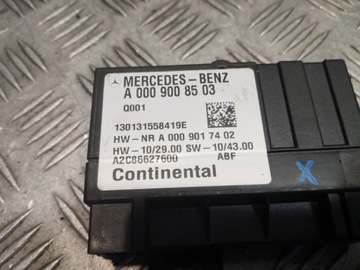 MERCEDES-BENZ
A 000 900 85 03
Q001
130131558419E
HW-NR A 000 901 74 02
HW-10/29.00 SW-10/43.00
A2C86627600 ABF
Continental
X